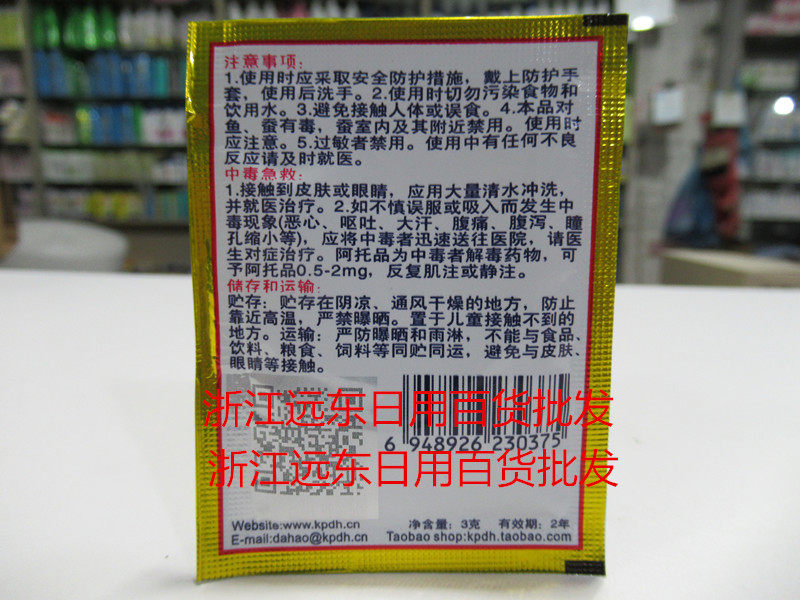 注意事项:
1.使用时应采取安全防护措施，戴上防护手
套，使用后洗手。2.使用时切勿污染食物和
饮用水。3.避免接触人体或误食。4.本品对
鱼、蚕有毒，蚕室内及其附近禁用。使用时
应注意。5.过敏者禁用。使用中有任何不良
反应请及时就医。
中毒急救:
1.接触到皮肤或眼睛，应用大量清水冲洗，
并就医治疗。2.如不慎误服或吸入而发生中
毒现象(恶心、呕吐、大汗、腹痛、腹泻、瞳
孔缩小等)，应将中毒者迅速送往医院，请医
生对症治疗。阿托品为中毒者解毒药物，可
予阿托品0.5-2mg，反复肌注或静注。
储存和运输:
贮存: 贮存在阴凉、通风干燥的地方，防止
靠近高温，严禁曝晒。置于儿童接触不到的
地方。运输: 严防曝晒和雨淋，不能与食品、
饮料、粮食、饲料等同贮同运，避免与皮肤、
眼睛等接触。
浙江远东日用百货批发
6 948926 230375
浙江远东日用百货批发
Website:www.kpdh.cn 净含量: 3克 有效期: 2年
E-mail:dahao@kpdh.cn Taobao shop:kpdh.taobao.com